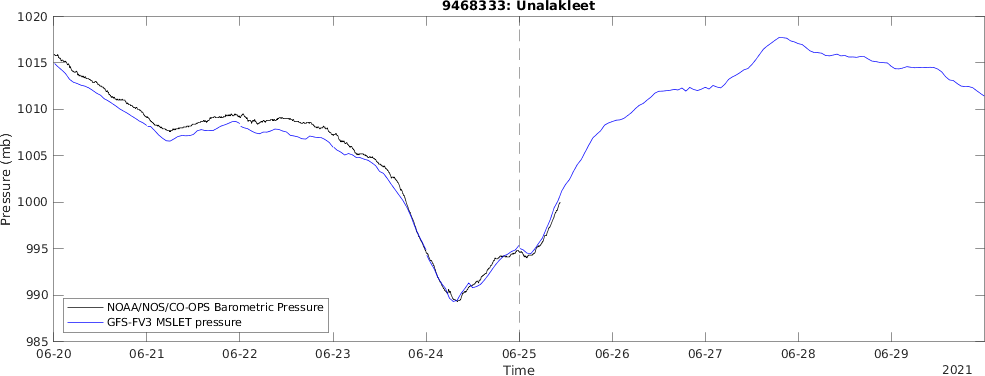 9468333: Unalakleet
1020
1015
1010
1005
1000
995
990
985
Pressure (mb)
NOAA/NOS/CO-OPS Barometric Pressure
GFS-FV3 MSLET pressure
06-20 06-21 06-22 06-23 06-24 06-25 06-26 06-27 06-28 06-29
Time
2021